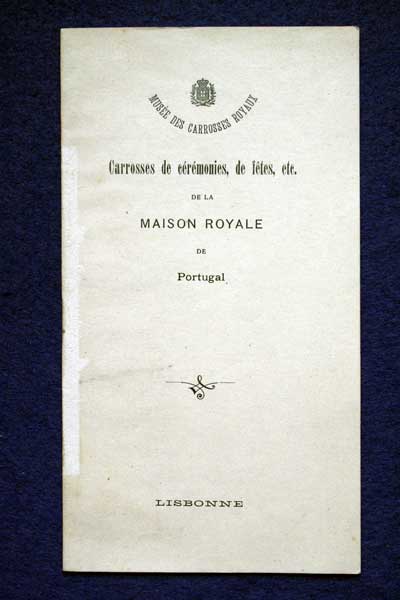 MUSÉE DES CARROSSES ROYAUX
Carrosses de cérémonies, de fêtes, etc.
DE LA
MAISON ROYALE
DE
Portugal
LISBONNE